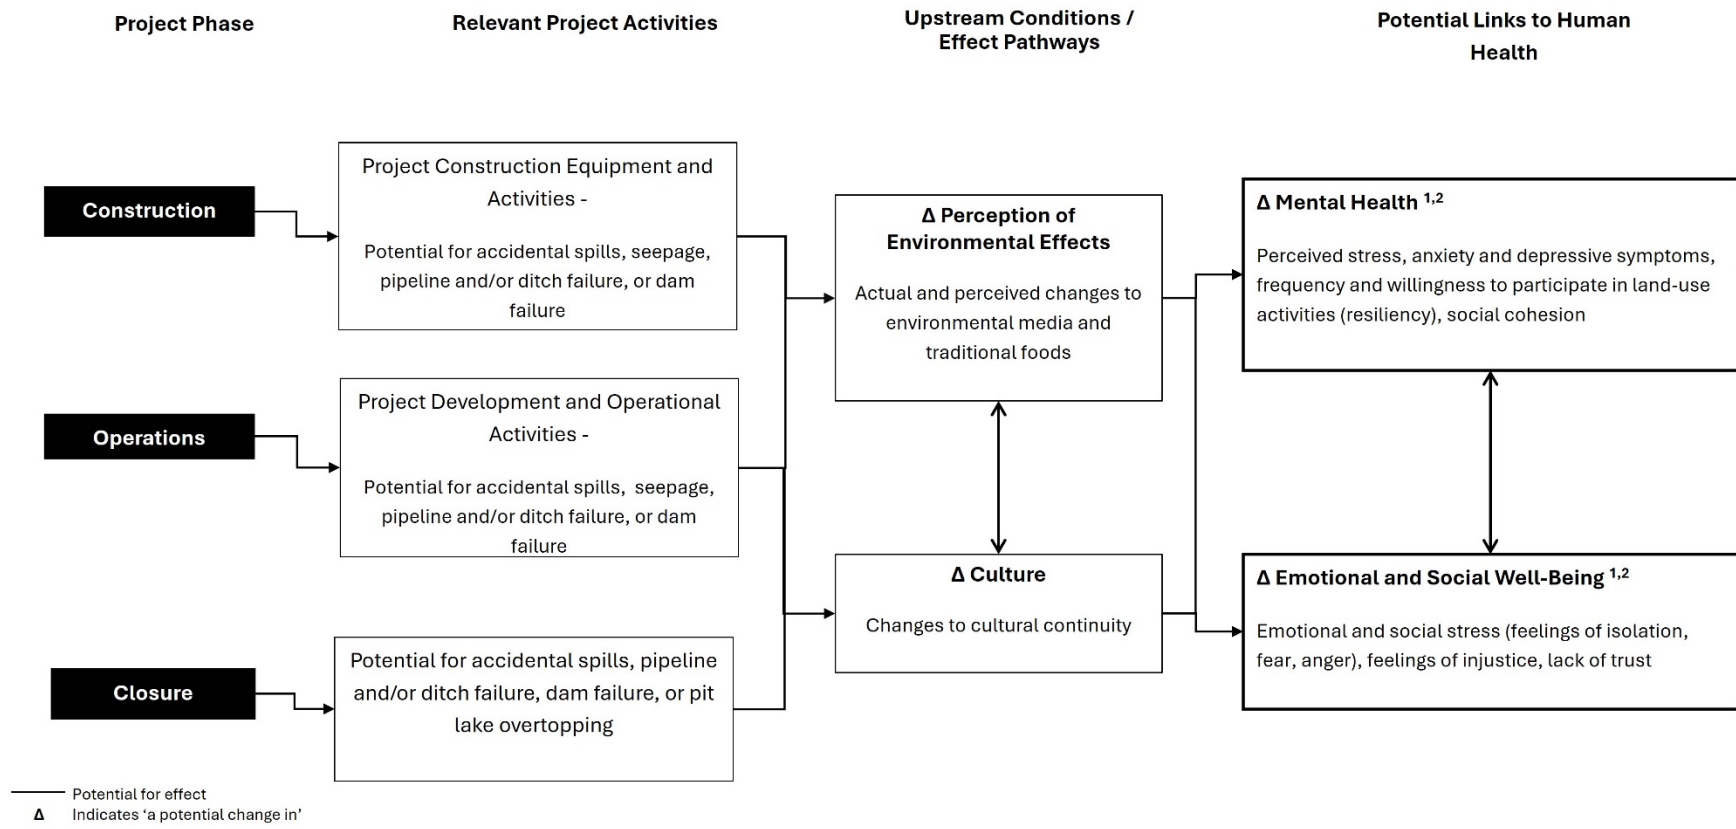 Project Phase
Relevant Project Activities
Upstream Conditions /
Effect Pathways
Potential Links to Human
Health
Construction
Project Construction Equipment and
Activities -
Potential for accidental spills, seepage,
pipeline and/or ditch failure, or dam
failure
Δ Perception of
Environmental Effects
Actual and perceived changes to
environmental media and
traditional foods
Δ Mental Health 1,2
Perceived stress, anxiety and depressive symptoms,
frequency and willingness to participate in land-use
activities (resiliency), social cohesion
Operations
Project Development and Operational
Activities -
Potential for accidental spills,  seepage,
pipeline and/or ditch failure, or dam
failure
Δ Culture
Changes to cultural continuity
Δ Emotional and Social Well-Being 1,2
Emotional and social stress (feelings of isolation,
fear, anger), feelings of injustice, lack of trust
Closure
Potential for accidental spills, pipeline
and/or ditch failure, dam failure, or pit
lake overtopping
Potential for effect
Δ Indicates ‘a potential change in’